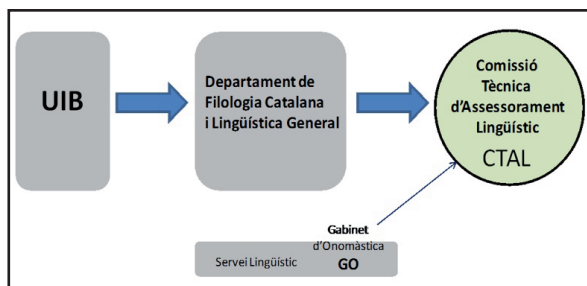 UIB
Departament de
Filologia Catalana
i Lingüística General
Comissió
Tècnica
d'Assessorament
Lingüístic
CTAL
Gabinet
d'Onomàstica
Servei Lingüístic
GO